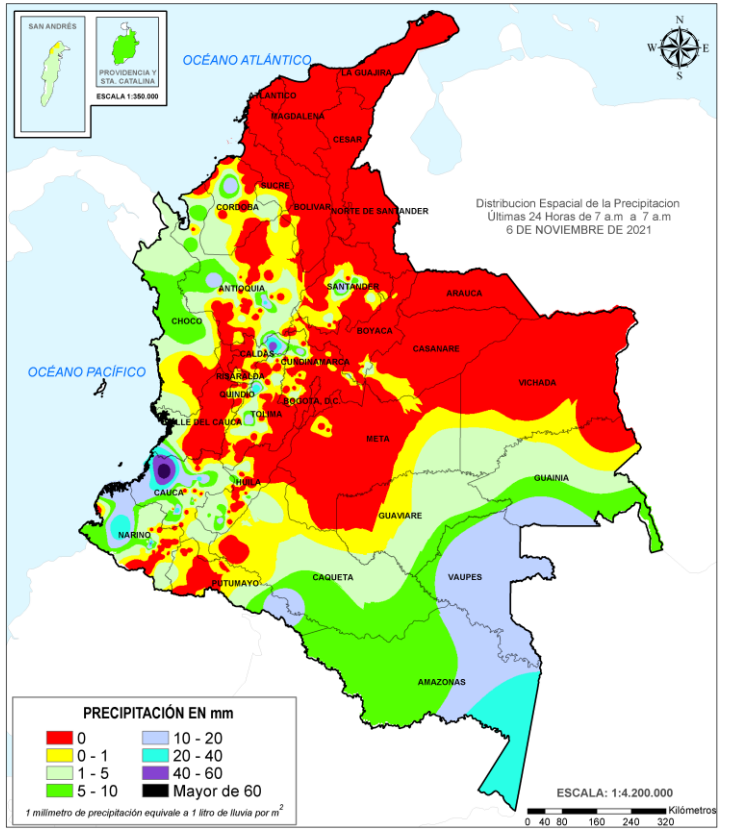 SAN ANDRÉS
PROVIDENCIA Y
STA. CATALINA
ESCALA 1:350.000
OCÉANO ATLÁNTICO
N
W
E
S
LA GUAJIRA
ATLANTICO
MAGDALENA
CESAR
SUCRE
CORDOBA
BOLIVAR
NORTE DE SANTANDER
Distribucion Espacial de la Precipitacion
Últimas 24 Horas de 7 a.m a 7 a.m
6 DE NOVIEMBRE DE 2021
ANTIOQUIA
SANTANDER
ARAUCA
CHOCO
BOYACA
CASANARE
CALDAS
CUNDINAMARCA
OCÉANO PACÍFICO
RISARALDA
VICHADA
QUINDIO
BOGOTA, D.C.
TOLIMA
VALLE DEL CAUCA
META
HUILA
GUAINIA
CAUCA
GUAVIARE
NARIÑO
PUTUMAYO
CAQUETA
VAUPES
AMAZONAS
PRECIPITACIÓN EN mm
0
10 - 20
0 - 1
20 - 40
1 - 5
40 - 60
5 - 10
Mayor de 60
1 milimetro de precipitación equivale a 1 litro de lluvia por m2
ESCALA: 1:4.200.000
Kilómetros
0 40 80 160 240 320